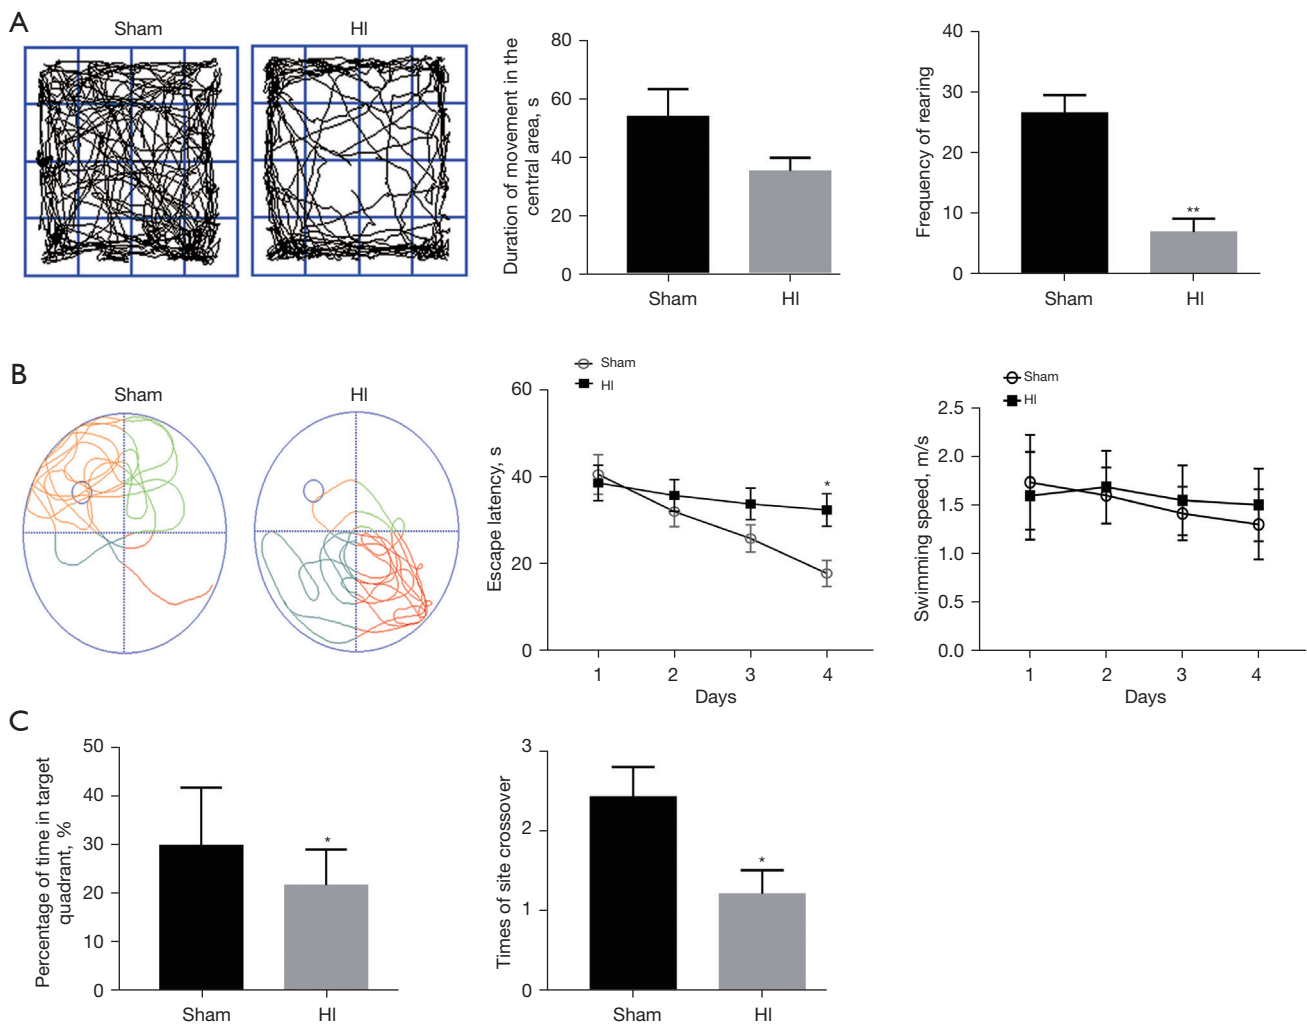 A
Sham
HI
Duration of movement in the
central area, s
80
60
40
20
0
Sham
HI
Frequency of rearing
40
30
20
10
0
**
Sham
HI
B
Sham
HI
Sham
HI
Escape latency, s
60
40
20
0
*
1
2
3
4
Days
Sham
HI
Swimming speed, m/s
2.5
2.0
1.5
1.0
0.5
0.0
1
2
3
4
Days
C
Percentage of time in target
quadrant, %
50
40
30
20
10
0
*
Sham
HI
Times of site crossover
3
2
1
0
*
Sham
HI